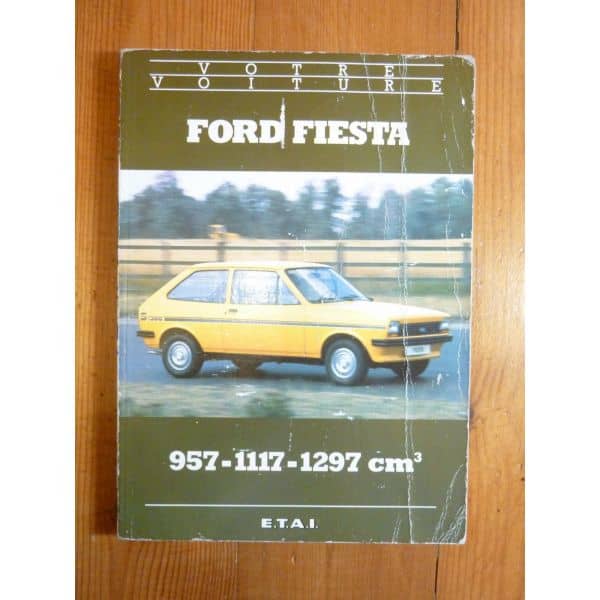 VOTRE
VOITURE
FORD FIESTA
957-1117-1297 cm³
E.T.A.I.